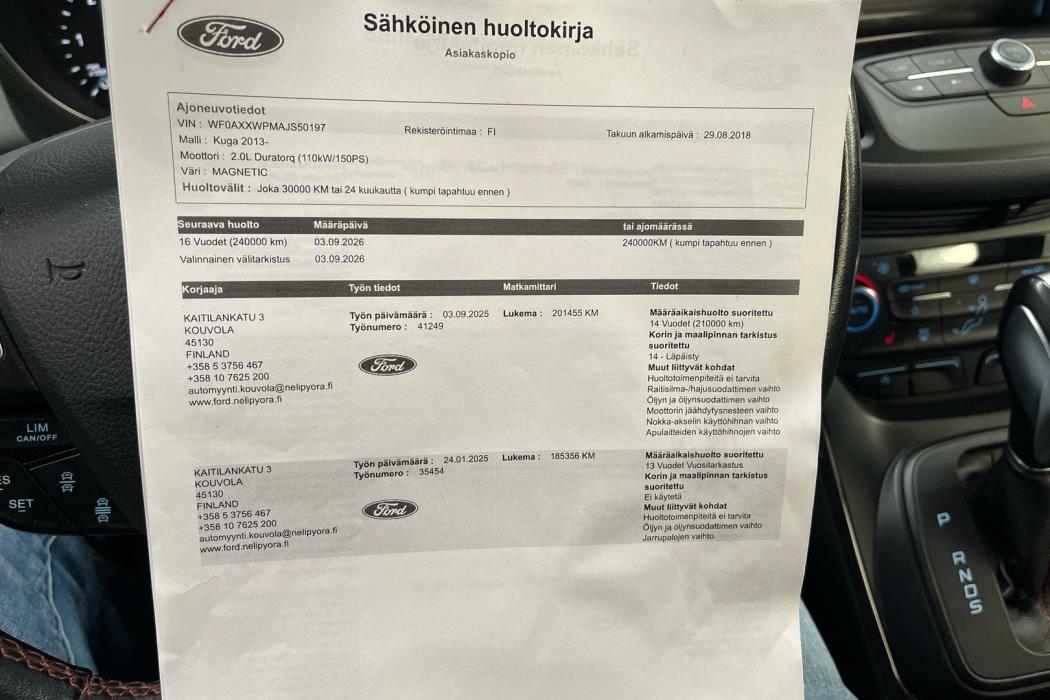 Ford
Sähköinen huoltokirja
Asiakaskopio
Ajoneuvotiedot
VIN : WF0AXXWPMAJS50197
Rekisteröintimaa : FI
Takuun alkamispäivä : 29.08.2018
Malli : Kuga 2013-
Moottori : 2.0L Duratorq (110kW/150PS)
Väri : MAGNETIC
Huoltovälit : Joka 30000 KM tai 24 kuukautta ( kumpi tapahtuu ennen )
Seuraava huolto Määräpäivä tai ajomäärässä
16 Vuodet (240000 km) 03.09.2026 240000KM ( kumpi tapahtuu ennen )
Valinnainen välitarkistus 03.09.2026
Korjaaja Työn tiedot Matkamittari Tiedot
KAITILANKATU 3
KOUVOLA
45130
FINLAND
+358 5 3756 467
+358 10 7625 200
automyynti.kouvola@nelipyora.fi
www.ford.nelipyora.fi
Työn päivämäärä : 03.09.2025 Lukema : 201455 KM
Työnumero : 41249
Ford
Määräaikaishuolto suoritettu
14 Vuodet (210000 km)
Korin ja maalipinnan tarkistus
suoritettu
14 - Läpäisty
Muut liittyvät kohdat
Huoltotoimenpiteitä ei tarvita
Raitisilma-/hajusuodattimen vaihto
Öljyn ja öljynsuodattimen vaihto
Moottorin jäähdytysnesteen vaihto
Nokka-akselin käyttöhihnan vaihto
Apulaitteiden käyttöhihnojen vaihto
KAITILANKATU 3
KOUVOLA
45130
FINLAND
+358 5 3756 467
+358 10 7625 200
automyynti.kouvola@nelipyora.fi
www.ford.nelipyora.fi
Työn päivämäärä : 24.01.2025 Lukema : 185356 KM
Työnumero : 35454
Ford
Määräaikaishuolto suoritettu
13 Vuodet Vuositarkastus
Korin ja maalipinnan tarkistus
suoritettu
Ei käytetä
Muut liittyvät kohdat
Huoltotoimenpiteitä ei tarvita
Öljyn ja öljynsuodattimen vaihto
Jarrupalojen vaihto
LIM
CAN/OFF
SET
AUTO
P
R
N
D
S